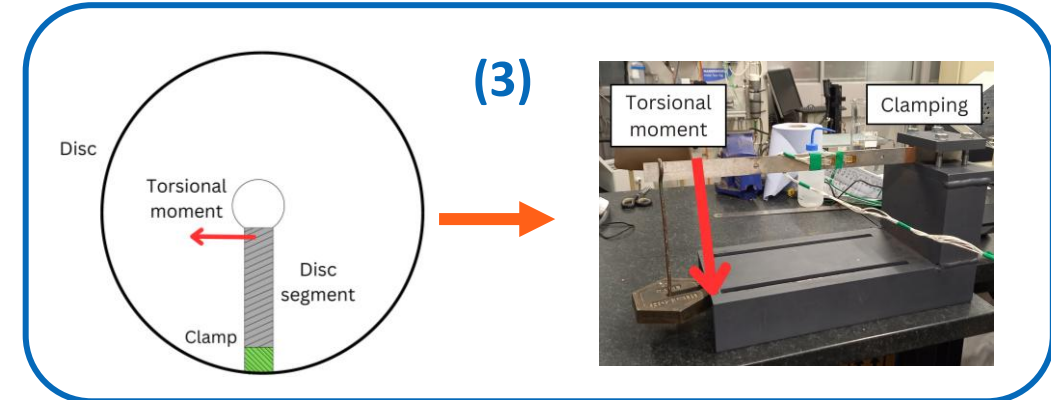 (3)
Disc
Torsional
moment
Disc
segment
Clamp
Torsional
moment
Clamping